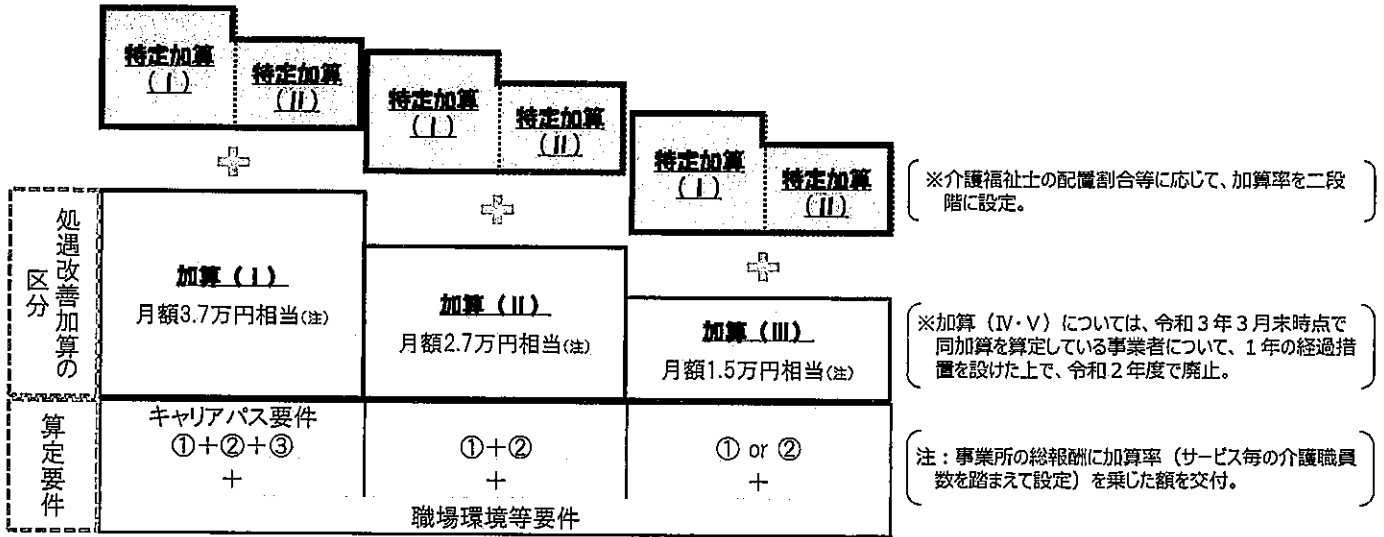 特定加算
(Ⅰ)
特定加算
(Ⅱ)
特定加算
(Ⅰ)
特定加算
(Ⅱ)
特定加算
(Ⅰ)
特定加算
(Ⅱ)
※介護福祉士の配置割合等に応じて、加算率を二段
階に設定。
処遇改善加算の
区分
加算(Ⅰ)
月額3.7万円相当(注)
加算(Ⅱ)
月額2.7万円相当(注)
加算(Ⅲ)
月額1.5万円相当(注)
※加算(Ⅳ・Ⅴ)については、令和3年3月末時点で
同加算を算定している事業者について、1年の経過措
置を設けた上で、令和2年度で廃止。
算定要件
キャリアパス要件
①+②+③
+
①+②
+
① or ②
+
職場環境等要件
注:事業所の総報酬に加算率(サービス毎の介護職員
数を踏まえて設定)を乗じた額を交付。